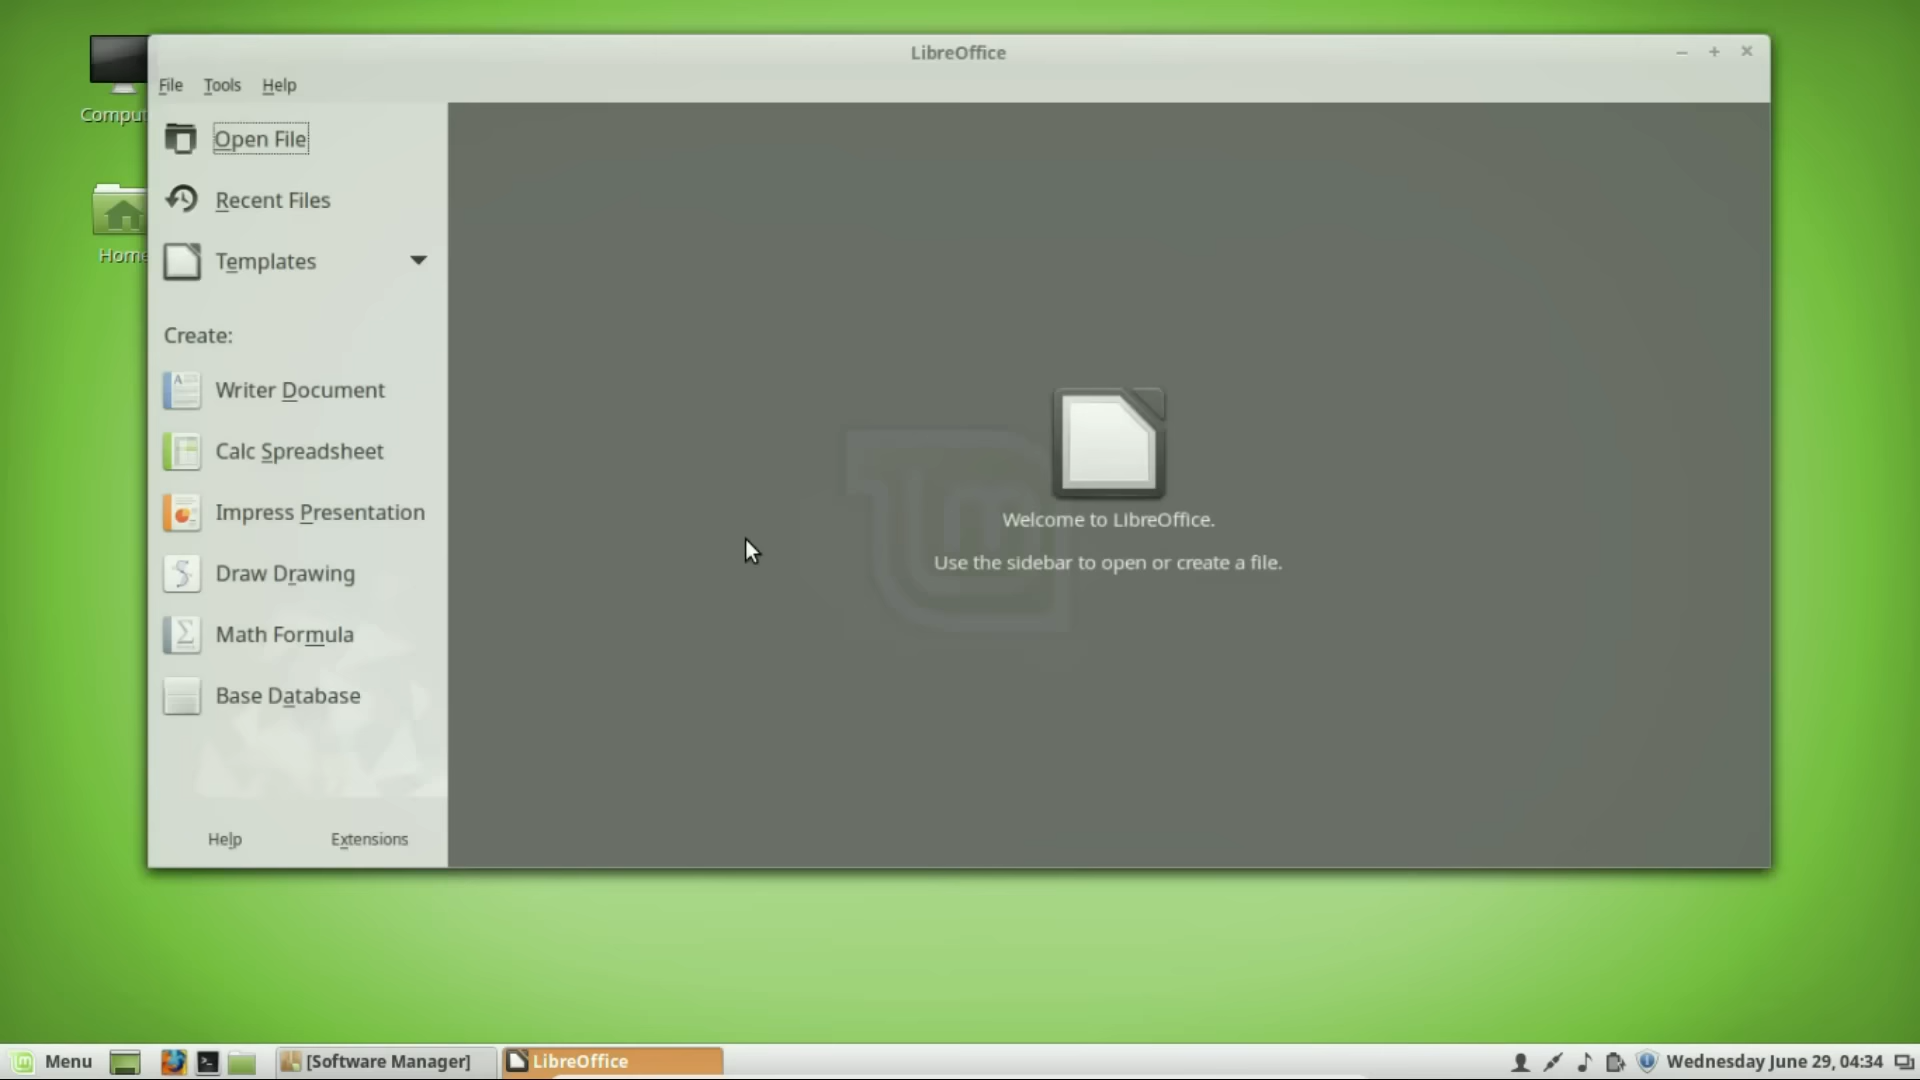 LibreOffice
File Tools Help
Open File
Recent Files
Templates
Create:
Writer Document
Calc Spreadsheet
Impress Presentation
Draw Drawing
Math Formula
Base Database
Help Extensions
Welcome to LibreOffice.
Use the sidebar to open or create a file.
Home
Menu [Software Manager] LibreOffice Wednesday June 29, 04:34